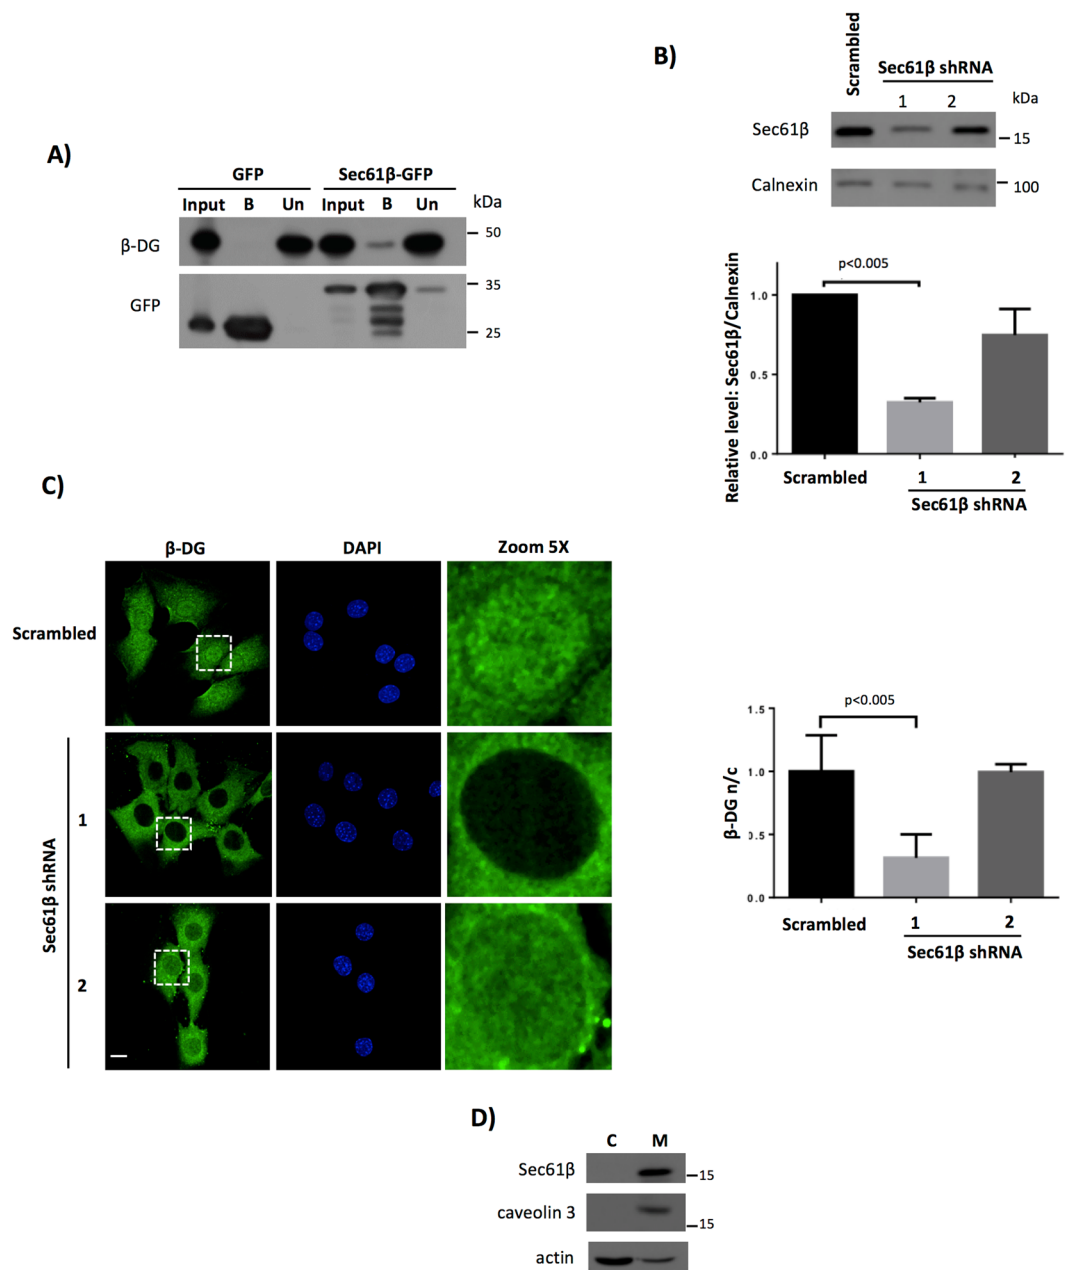 A)
GFP Sec61β-GFP
Input B Un Input B Un kDa
β-DG 50
GFP 35
25
B)
Scrambled
Sec61β shRNA
1 2 kDa
Sec61β 15
Calnexin 100
p<0.005
Relative level: Sec61β/Calnexin
1.0
0.5
0.0
Scrambled 1 2
Sec61β shRNA
C)
β-DG DAPI Zoom 5X
Scrambled
Sec61β shRNA
1
2
p<0.005
β-DG n/c
1.5
1.0
0.5
0.0
Scrambled 1 2
Sec61β shRNA
D)
C M
Sec61β 15
caveolin 3 15
actin